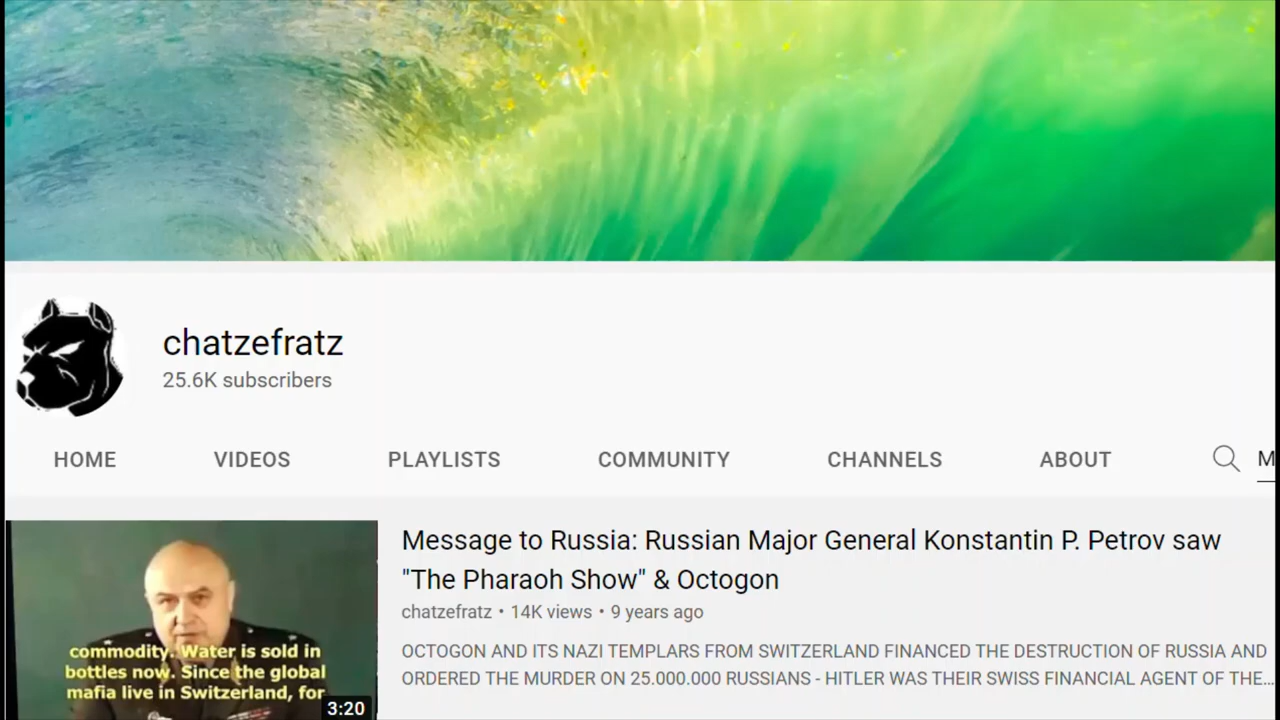 chatzefratz
25.6K subscribers
HOME VIDEOS PLAYLISTS COMMUNITY CHANNELS ABOUT M
Message to Russia: Russian Major General Konstantin P. Petrov saw
"The Pharaoh Show" & Octogon
chatzefratz • 14K views • 9 years ago
OCTOGON AND ITS NAZI TEMPLARS FROM SWITZERLAND FINANCED THE DESTRUCTION OF RUSSIA AND
ORDERED THE MURDER ON 25.000.000 RUSSIANS - HITLER WAS THEIR SWISS FINANCIAL AGENT OF THE...
commodity. Water is sold in
bottles now. Since the global
mafia live in Switzerland, for
3:20